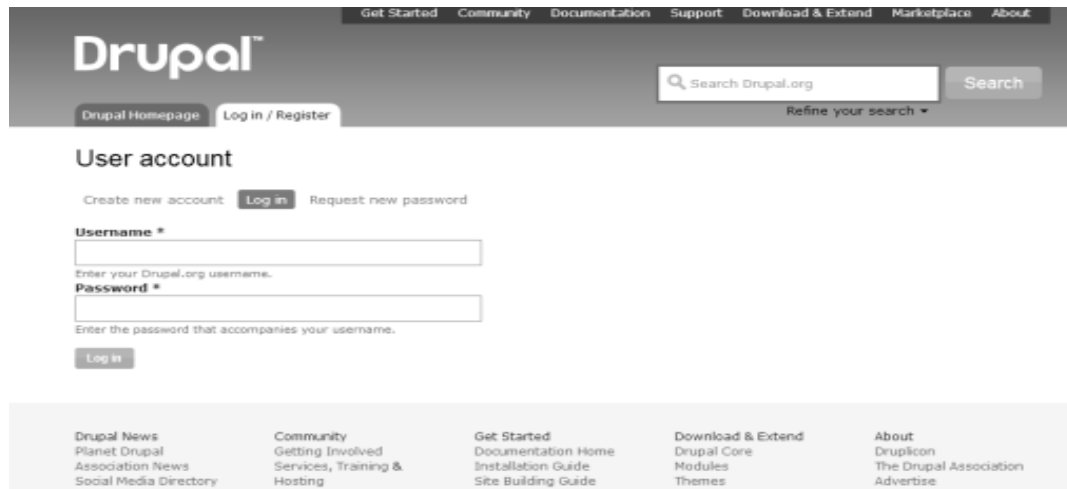 Get Started Community Documentation Support Download & Extend Marketplace About
Drupal™
Search Drupal.org Search
Refine your search
Drupal Homepage Log in / Register
User account
Create new account Log in Request new password
Username *
Enter your Drupal.org username.
Password *
Enter the password that accompanies your username.
Log in
Drupal News Community Get Started Download & Extend About
Planet Drupal Getting Involved Documentation Home Drupal Core Druplicon
Association News Services, Training & Installation Guide Modules The Drupal Association
Social Media Directory Hosting Site Building Guide Themes Advertise